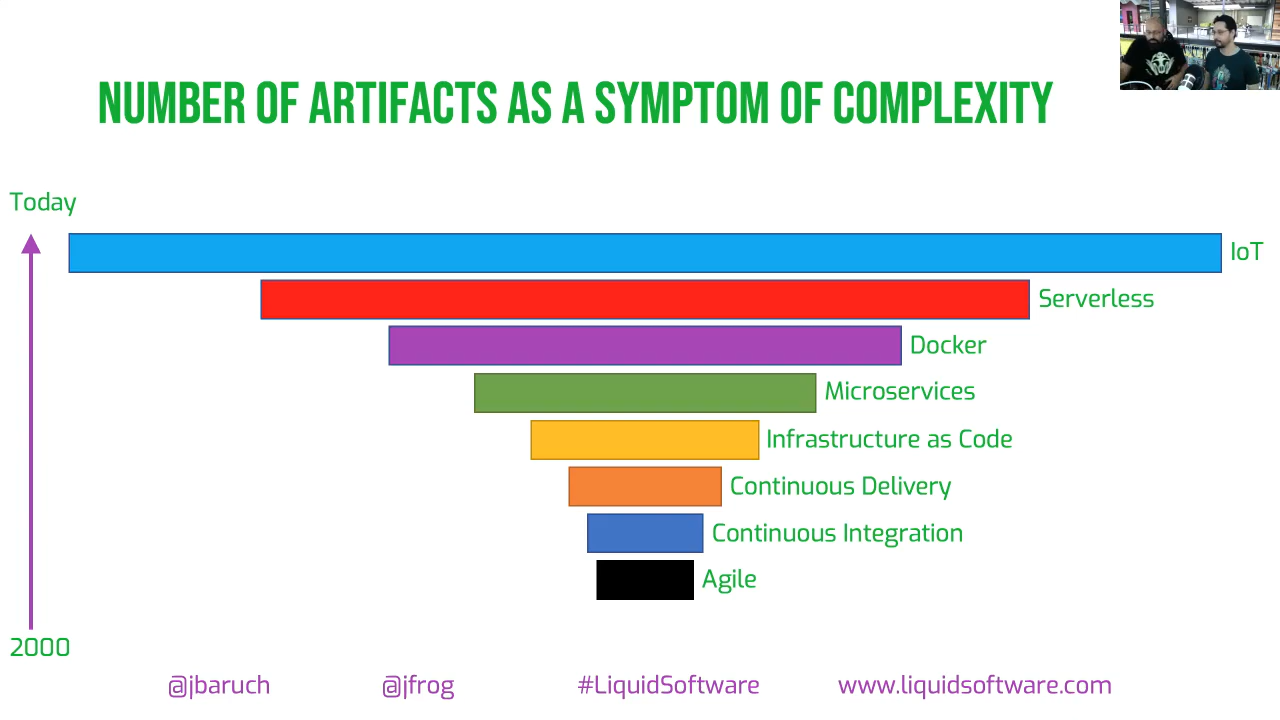 NUMBER OF ARTIFACTS AS A SYMPTOM OF COMPLEXITY
Today
IoT
Serverless
Docker
Microservices
Infrastructure as Code
Continuous Delivery
Continuous Integration
Agile
2000
@jbaruch @jfrog #LiquidSoftware www.liquidsoftware.com